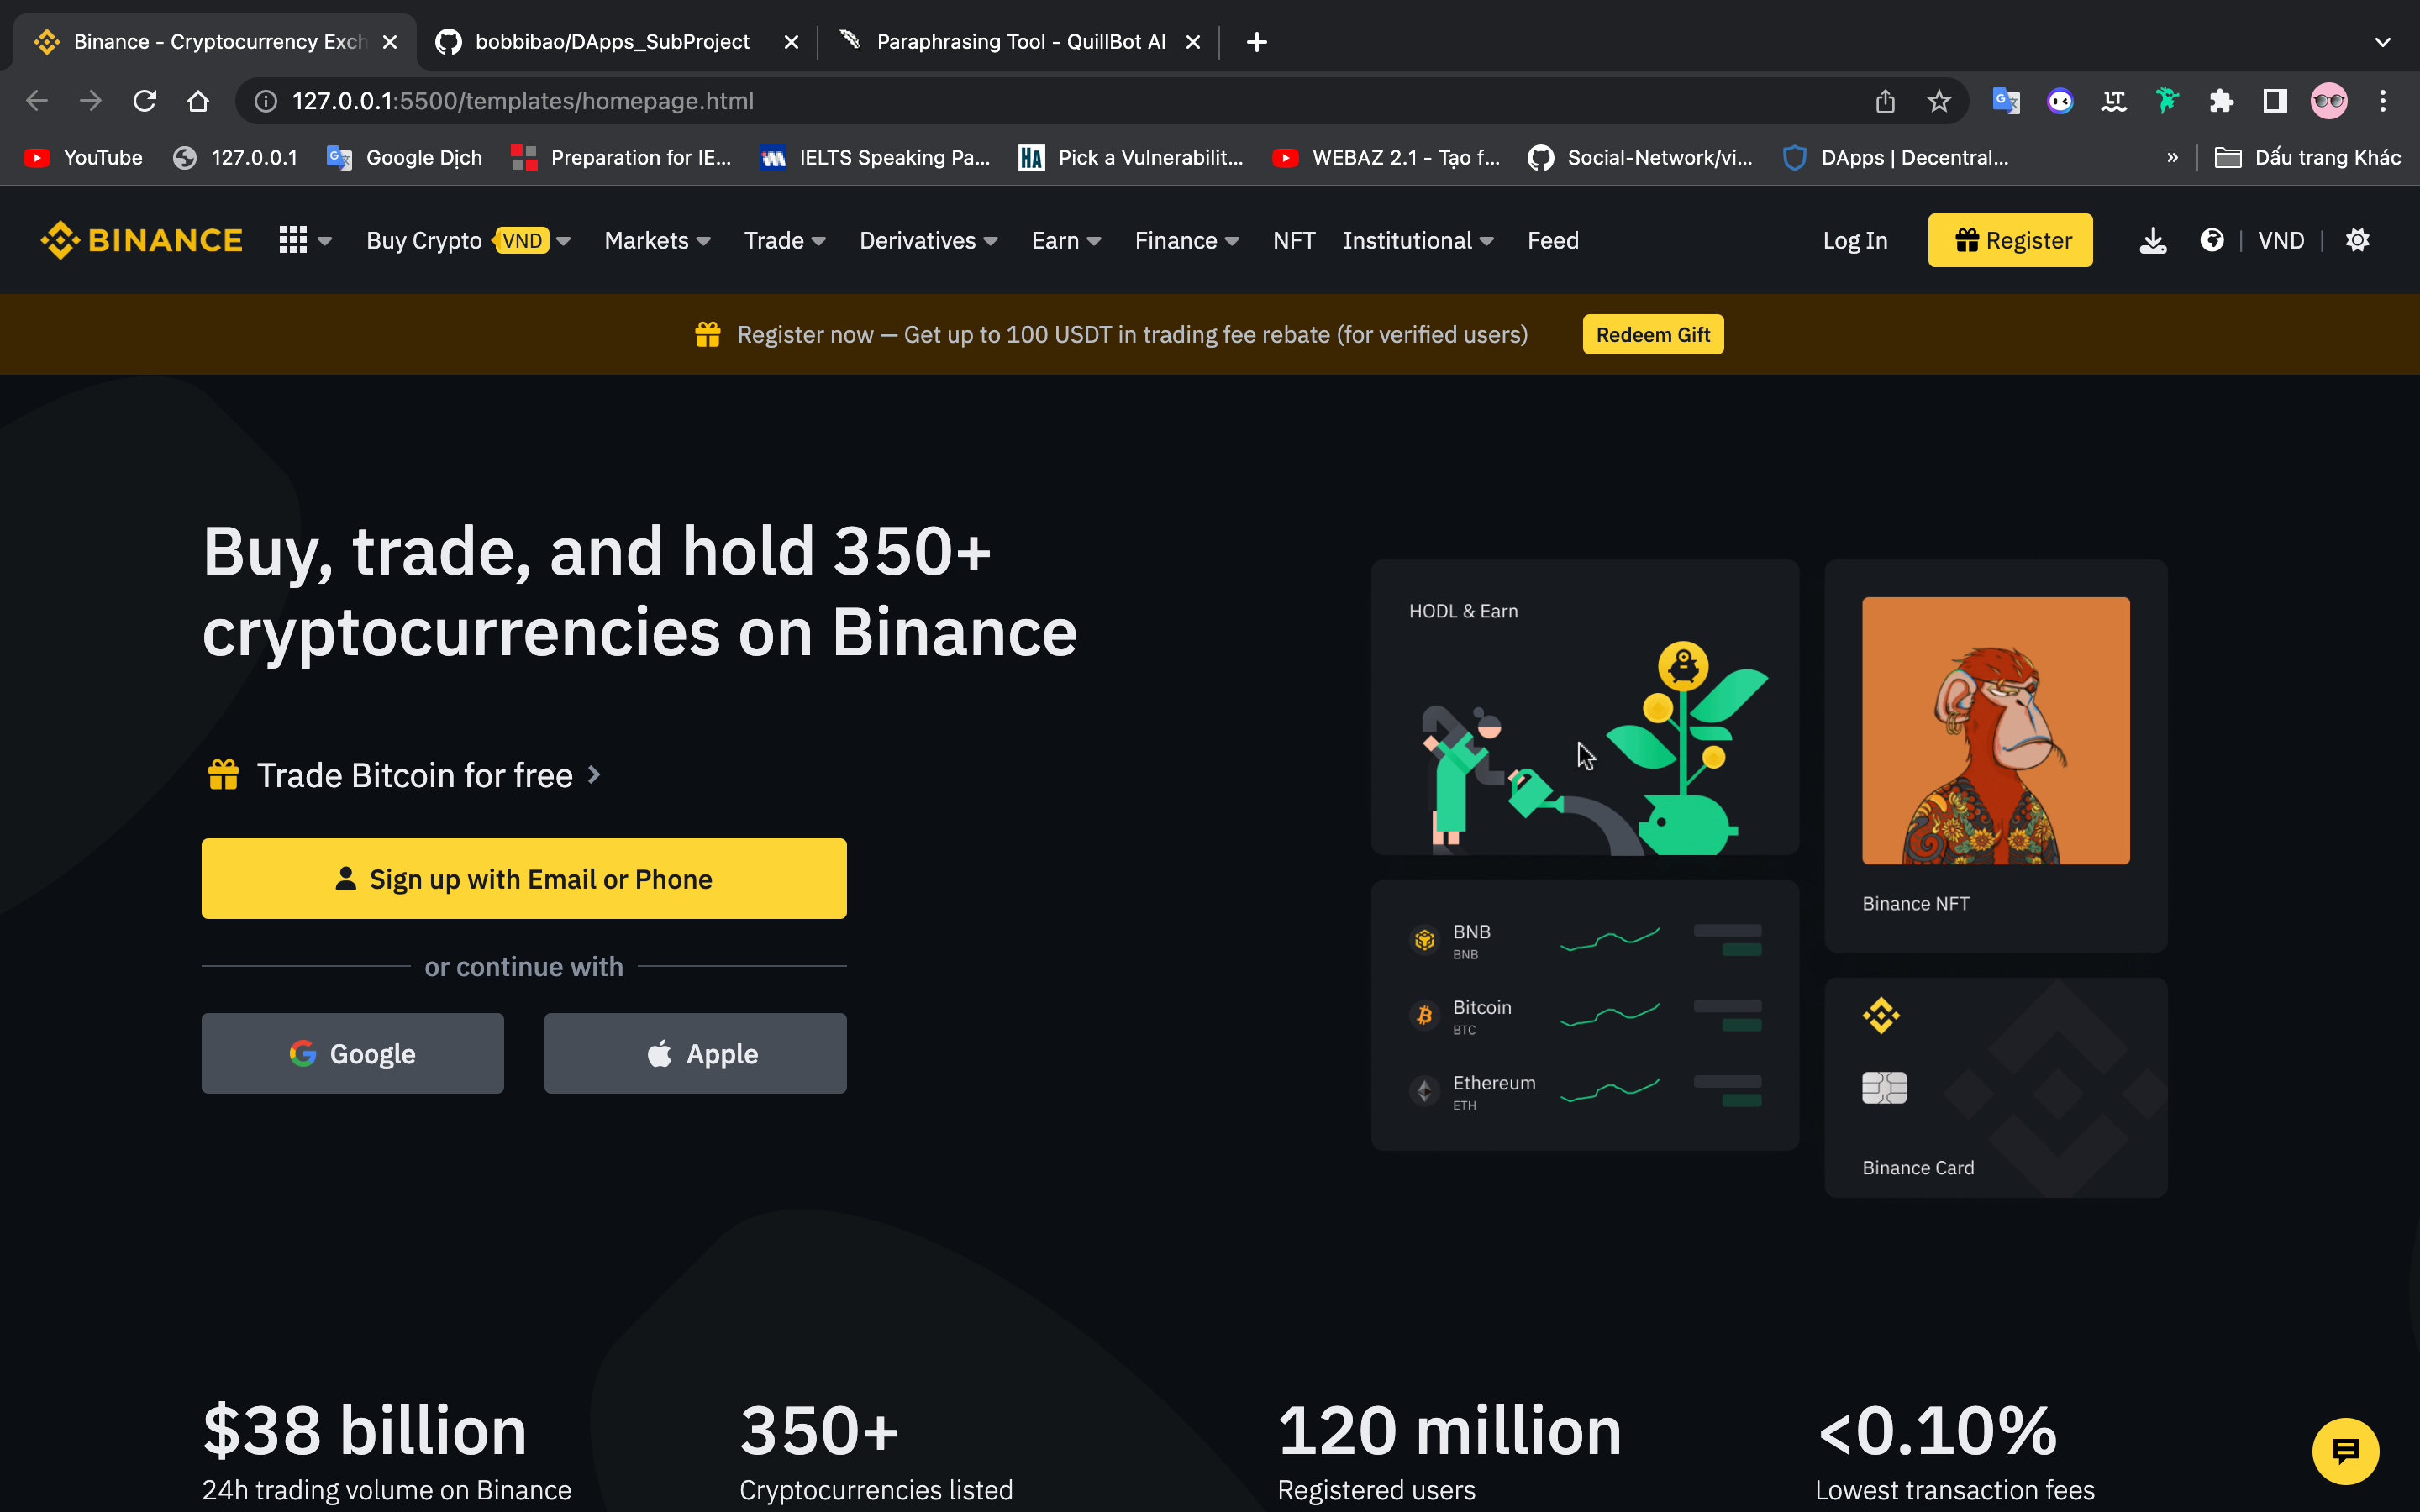 Binance - Cryptocurrency Exch
bobbibao/DApps_SubProject
Paraphrasing Tool - QuillBot AI
127.0.0.1:5500/templates/homepage.html
YouTube
127.0.0.1
Google Dịch
Preparation for IE...
IELTS Speaking Pa...
HA
Pick a Vulnerabilit...
WEBAZ 2.1 - Tạo f...
Social-Network/vi...
DApps | Decentral...
»
Dấu trang Khác
BINANCE
Buy Crypto
VND
Markets
Trade
Derivatives
Earn
Finance
NFT
Institutional
Feed
Log In
Register
VND
Register now — Get up to 100 USDT in trading fee rebate (for verified users)
Redeem Gift
Buy, trade, and hold 350+
cryptocurrencies on Binance
Trade Bitcoin for free
Sign up with Email or Phone
or continue with
Google
Apple
HODL & Earn
BNB
BNB
Bitcoin
BTC
Ethereum
ETH
Binance NFT
Binance Card
$38 billion
24h trading volume on Binance
350+
Cryptocurrencies listed
120 million
Registered users
<0.10%
Lowest transaction fees